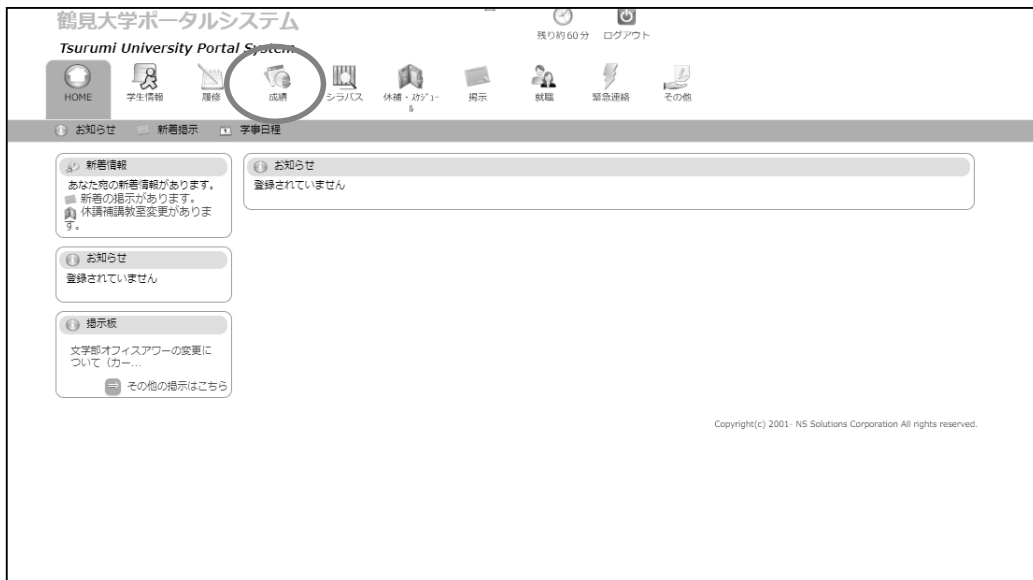 鶴見大学ポータルシステム
Tsurumi University Portal System
残り約60分 ログアウト
HOME 学生情報 履修 成績 シラバス 休補・ｽｹｼﾞｭｰﾙ 掲示 就職 緊急連絡 その他
お知らせ 新着掲示 学事日程
新着情報
あなた宛の新着情報があります。
新着の掲示があります。
休講補講教室変更がありま
す。
お知らせ
登録されていません
お知らせ
登録されていません
掲示板
文学部オフィスアワーの変更に
ついて（カー...
その他の掲示はこちら
Copyright(c) 2001- NS Solutions Corporation All rights reserved.